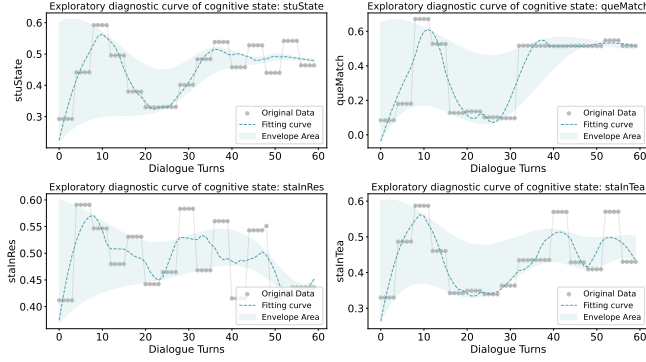 Exploratory diagnostic curve of cognitive state: stuState
0.6
0.5
0.4
0.3
stuState
0 10 20 30 40 50 60
Dialogue Turns
Original Data
Fitting curve
Envelope Area
Exploratory diagnostic curve of cognitive state: queMatch
0.6
0.4
0.2
0.0
queMatch
0 10 20 30 40 50 60
Dialogue Turns
Original Data
Fitting curve
Envelope Area
Exploratory diagnostic curve of cognitive state: staInRes
0.60
0.55
0.50
0.45
0.40
staInRes
0 10 20 30 40 50 60
Dialogue Turns
Original Data
Fitting curve
Envelope Area
Exploratory diagnostic curve of cognitive state: staInTea
0.6
0.5
0.4
0.3
staInTea
0 10 20 30 40 50 60
Dialogue Turns
Original Data
Fitting curve
Envelope Area